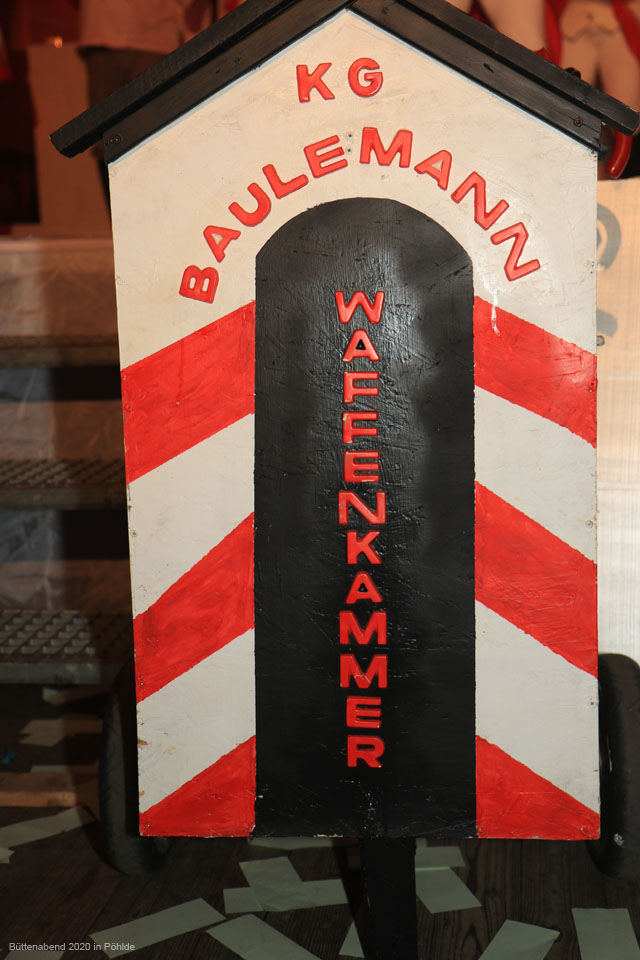 KG
BAULEMANN
WAFFENKAMMER
Büttenabend 2020 in Pöhlde